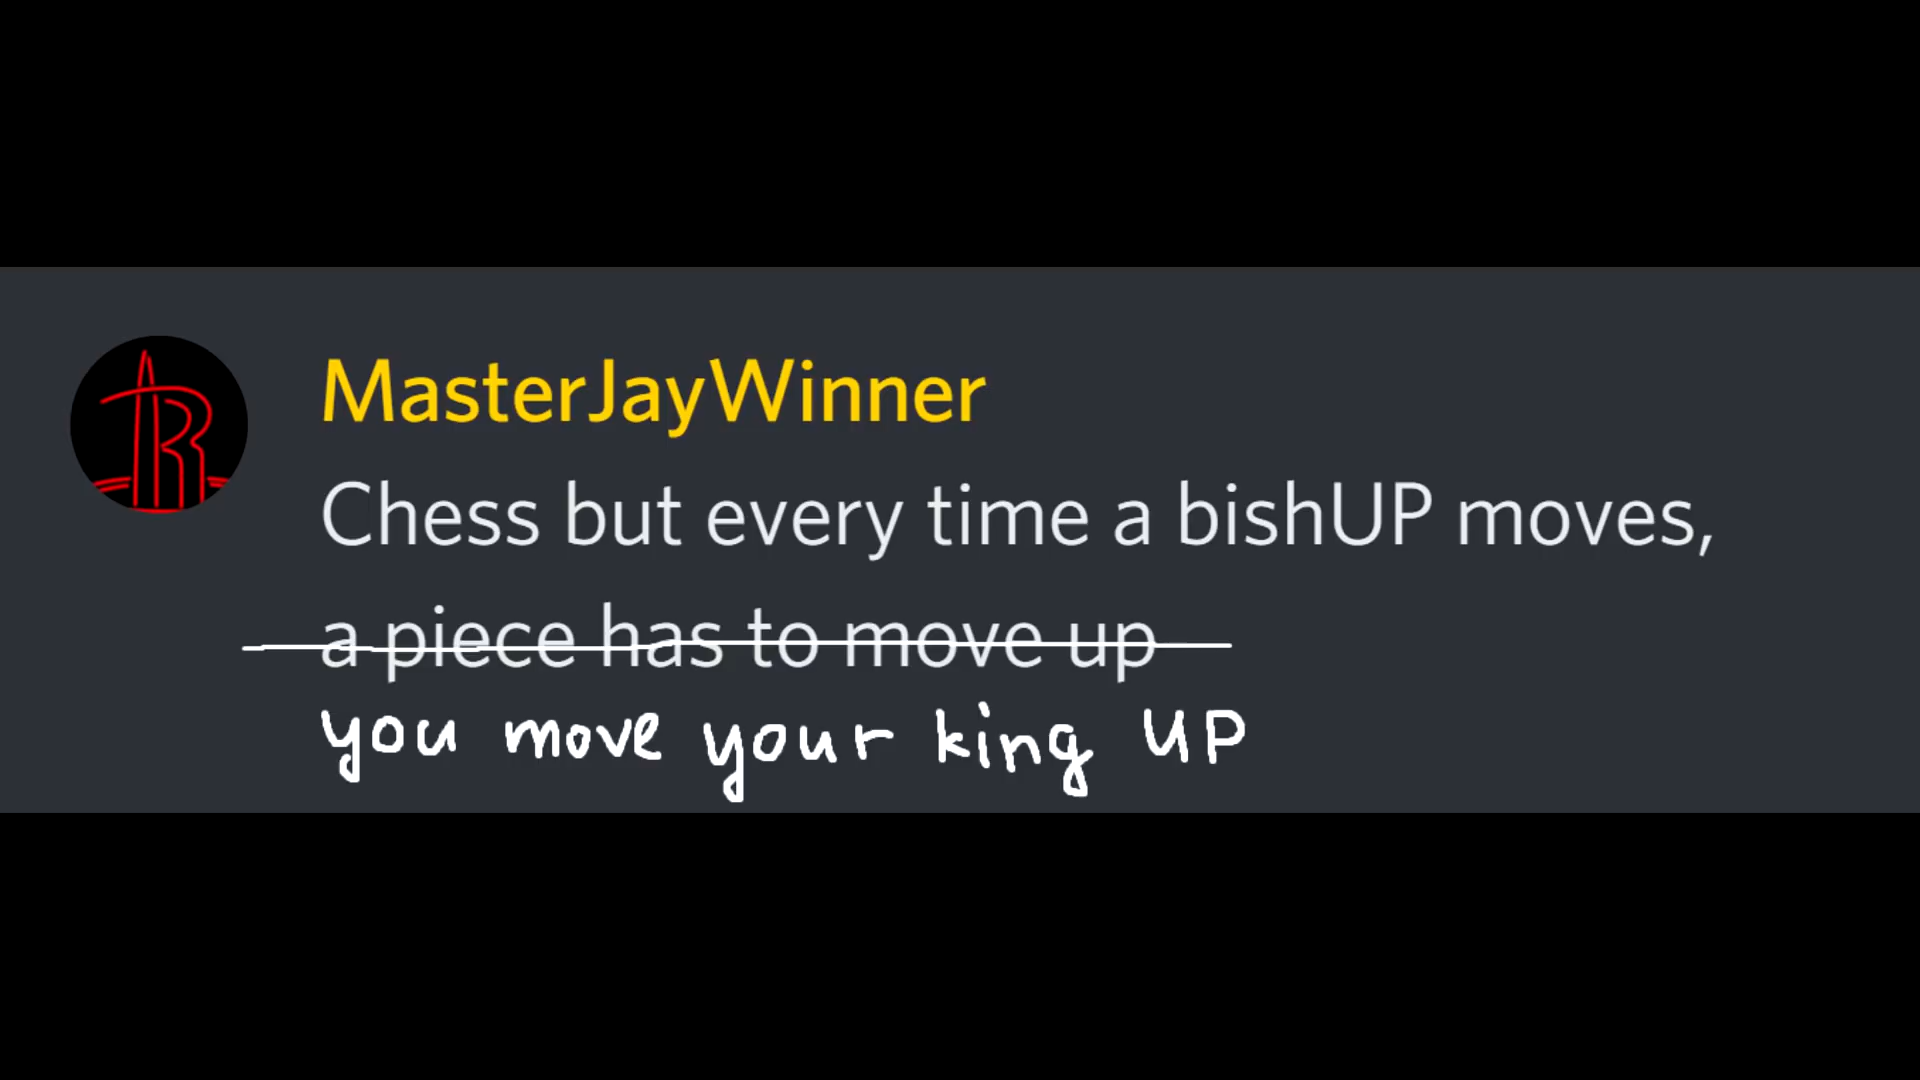 MasterJayWinner
Chess but every time a bishUP moves,
a piece has to move up
you move your king UP